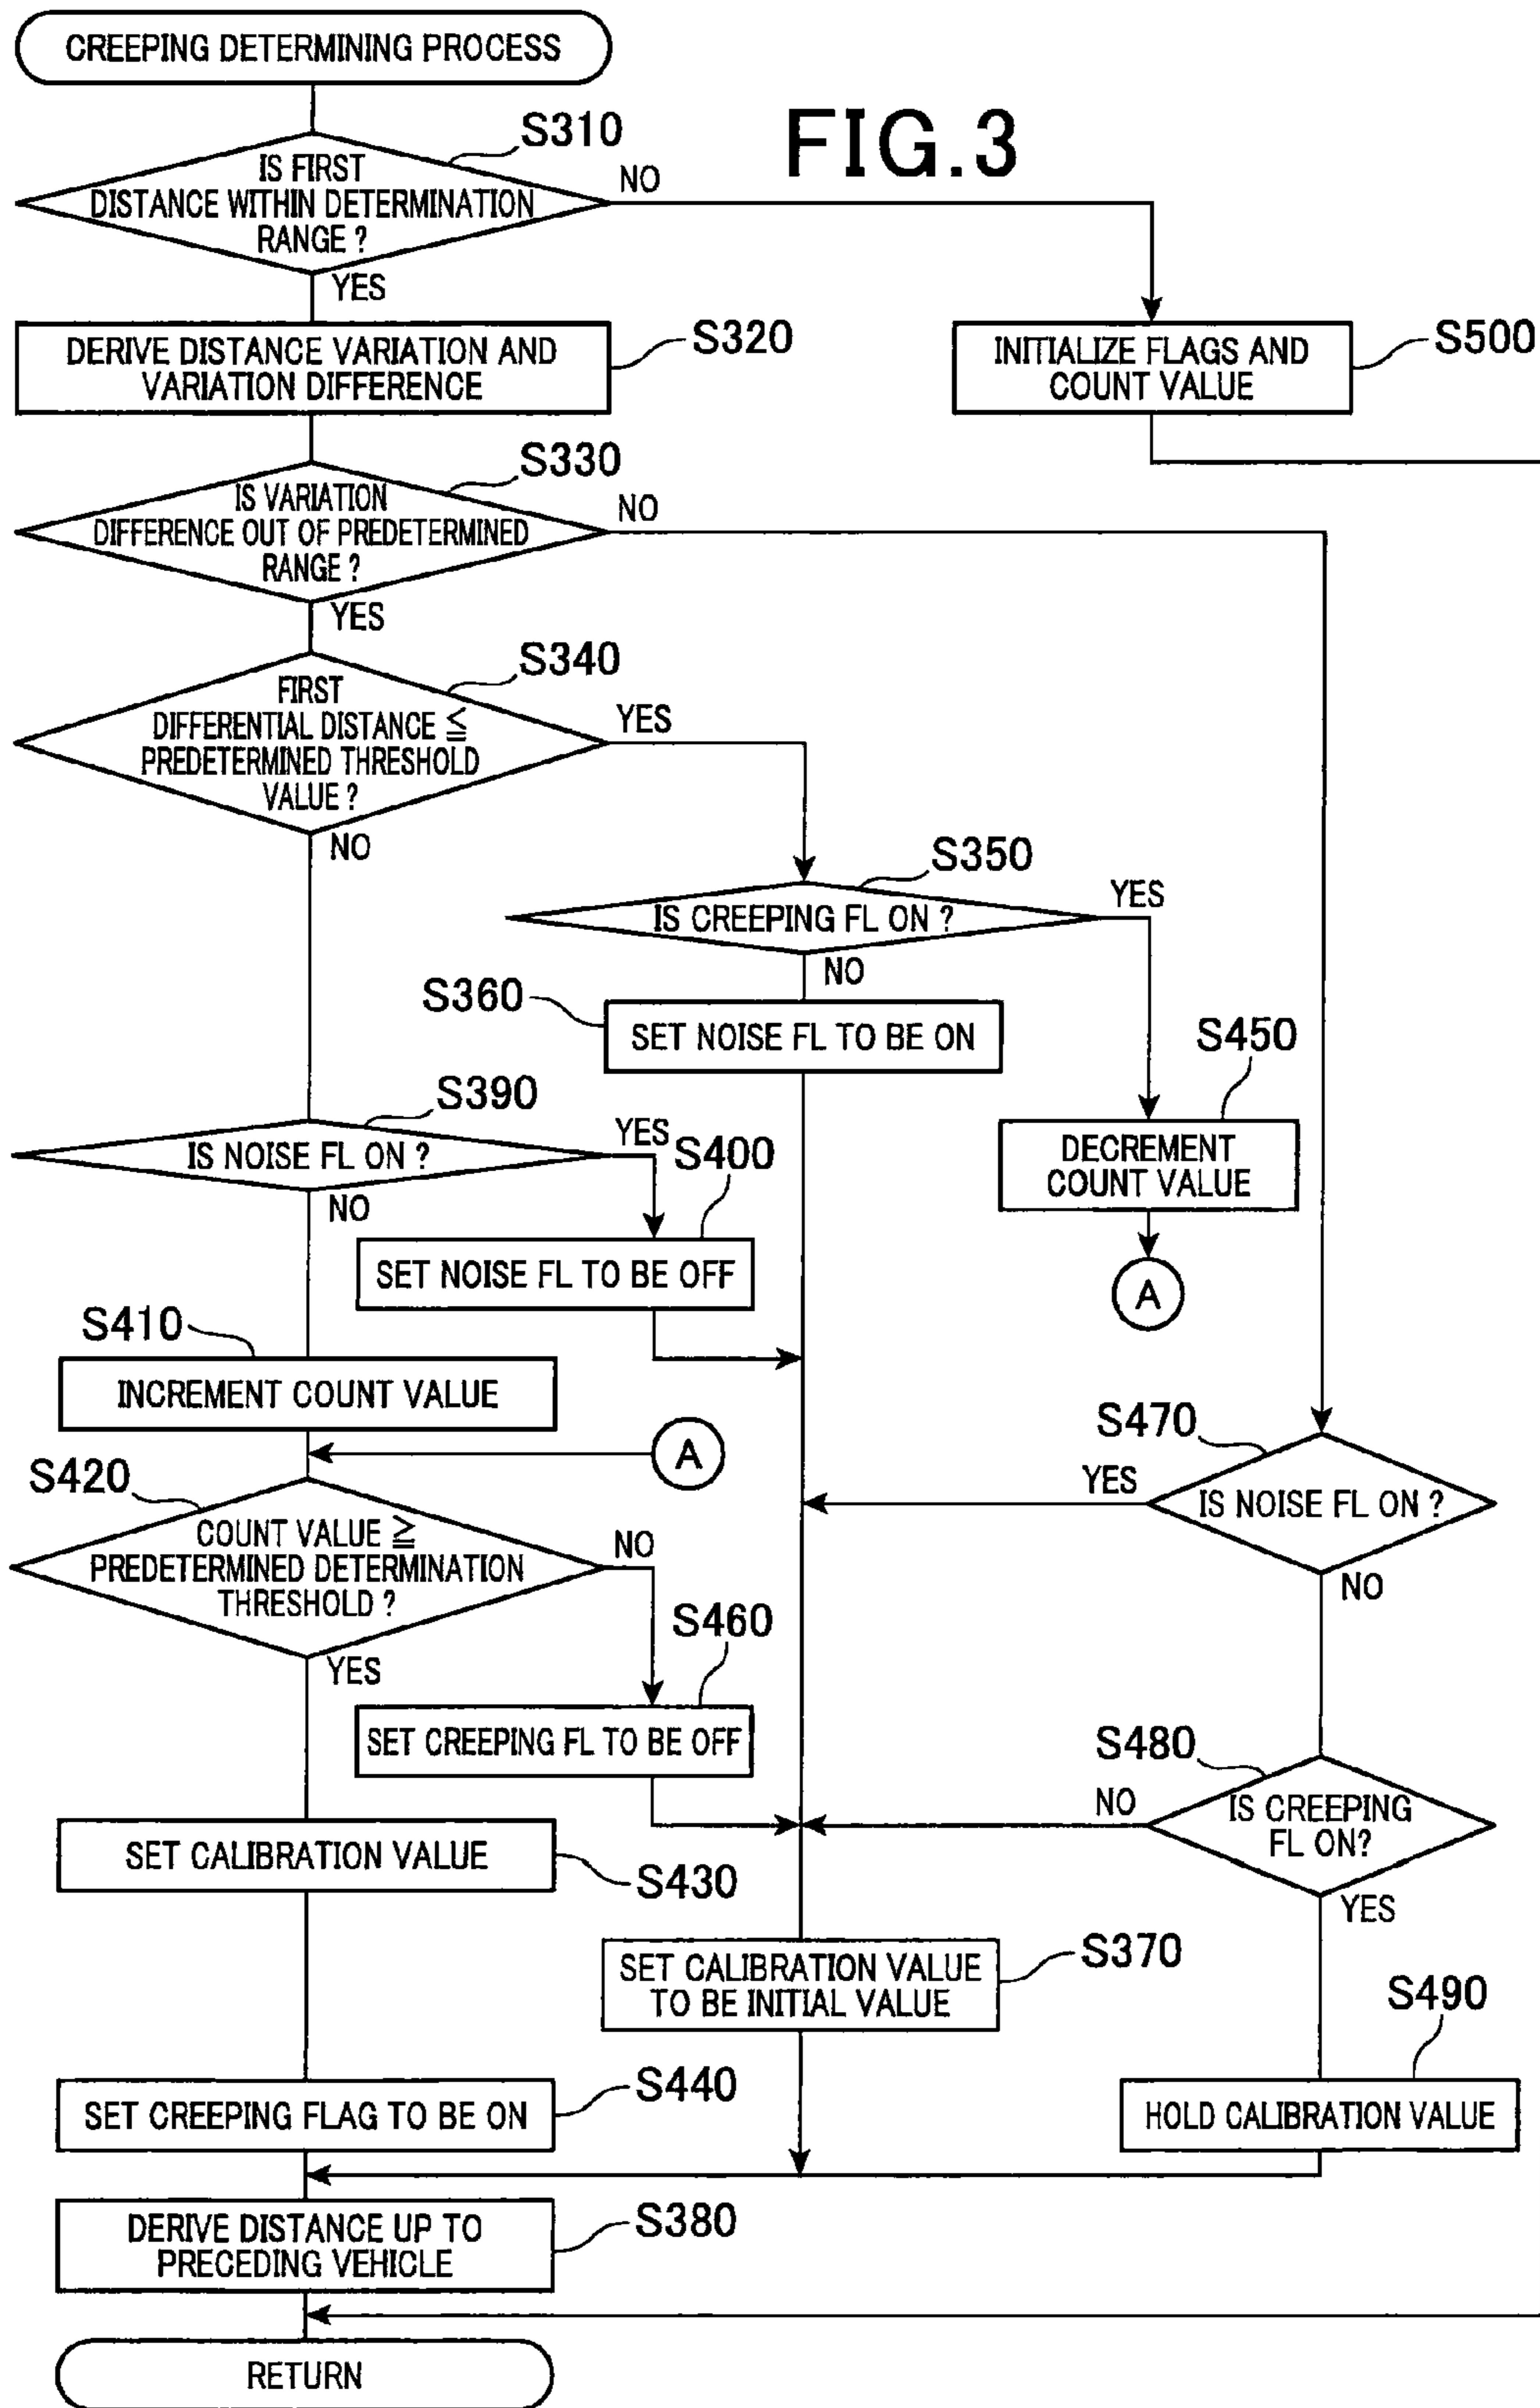 CREEPING DETERMINING PROCESS
FIG.3
S310
IS FIRST
DISTANCE WITHIN DETERMINATION
RANGE ?
NO
YES
S320
DERIVE DISTANCE VARIATION AND
VARIATION DIFFERENCE
INITIALIZE FLAGS AND
COUNT VALUE
S500
S330
IS VARIATION
DIFFERENCE OUT OF PREDETERMINED
RANGE ?
NO
YES
S340
FIRST
DIFFERENTIAL DISTANCE ≦
PREDETERMINED THRESHOLD
VALUE ?
YES
NO
S350
IS CREEPING FL ON ?
YES
NO
S360
SET NOISE FL TO BE ON
S450
DECREMENT
COUNT VALUE
A
S390
IS NOISE FL ON ?
YES
NO
S400
SET NOISE FL TO BE OFF
S410
INCREMENT COUNT VALUE
A
S470
IS NOISE FL ON ?
YES
NO
S420
COUNT VALUE ≧
PREDETERMINED DETERMINATION
THRESHOLD ?
NO
YES
S460
SET CREEPING FL TO BE OFF
S480
IS CREEPING
FL ON?
NO
YES
SET CALIBRATION VALUE
S430
SET CALIBRATION VALUE
TO BE INITIAL VALUE
S370
S490
HOLD CALIBRATION VALUE
S440
SET CREEPING FLAG TO BE ON
DERIVE DISTANCE UP TO
PRECEDING VEHICLE
S380
RETURN